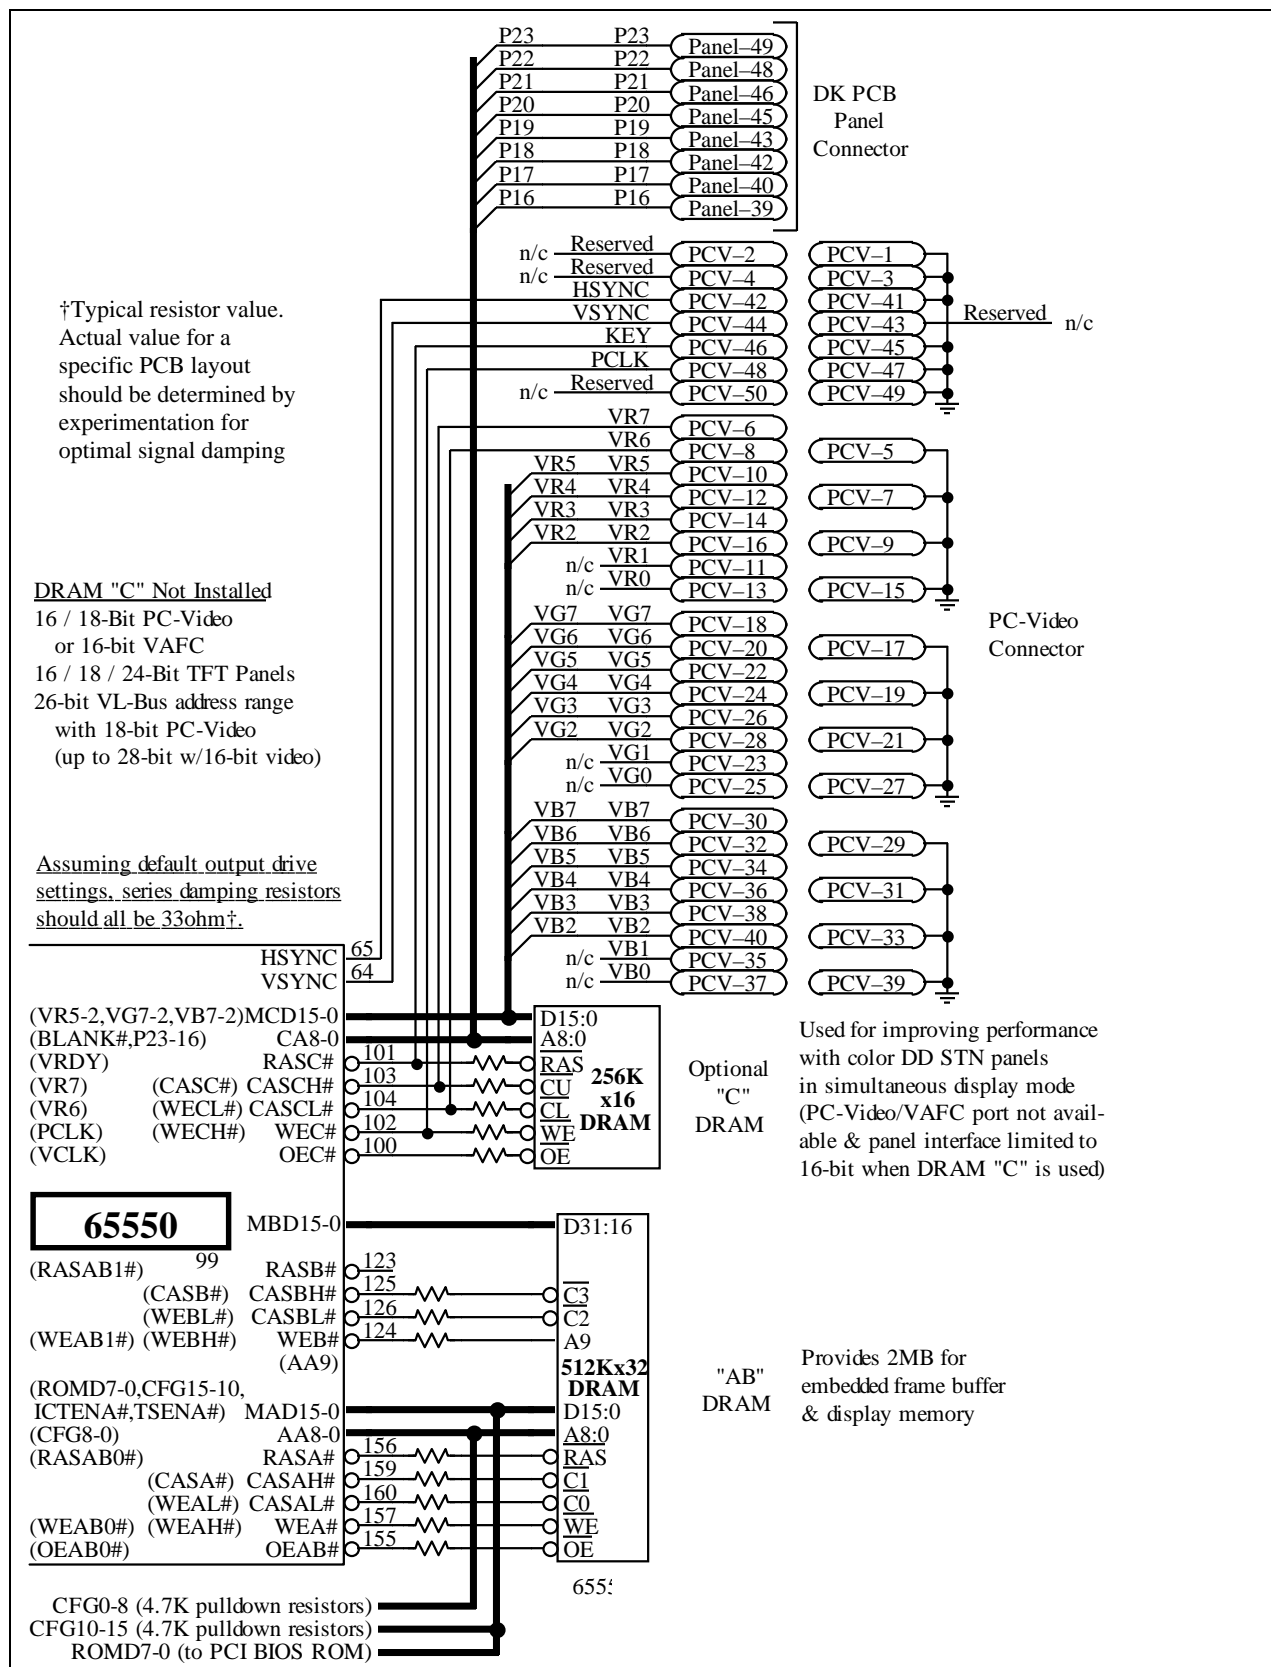 P23 P23 Panel–49
P22 P22 Panel–48
P21 P21 Panel–46
P20 P20 Panel–45
P19 P19 Panel–43
P18 P18 Panel–42
P17 P17 Panel–40
P16 P16 Panel–39
DK PCB
Panel
Connector
n/c Reserved PCV–2 PCV–1
n/c Reserved PCV–4 PCV–3
HSYNC PCV–42 PCV–41
VSYNC PCV–44 PCV–43 Reserved n/c
KEY PCV–46 PCV–45
PCLK PCV–48 PCV–47
n/c Reserved PCV–50 PCV–49
†Typical resistor value.
Actual value for a
specific PCB layout
should be determined by
experimentation for
optimal signal damping
VR7 PCV–6
VR6 PCV–8 PCV–5
VR5 VR5 PCV–10
VR4 VR4 PCV–12 PCV–7
VR3 VR3 PCV–14
VR2 VR2 PCV–16 PCV–9
n/c VR1 PCV–11
n/c VR0 PCV–13 PCV–15
VG7 VG7 PCV–18
VG6 VG6 PCV–20 PCV–17
VG5 VG5 PCV–22
VG4 VG4 PCV–24 PCV–19
VG3 VG3 PCV–26
VG2 VG2 PCV–28 PCV–21
n/c VG1 PCV–23
n/c VG0 PCV–25 PCV–27
VB7 VB7 PCV–30
VB6 VB6 PCV–32 PCV–29
VB5 VB5 PCV–34
VB4 VB4 PCV–36 PCV–31
VB3 VB3 PCV–38
VB2 VB2 PCV–40 PCV–33
n/c VB1 PCV–35
n/c VB0 PCV–37 PCV–39
PC-Video
Connector
DRAM "C" Not Installed
16 / 18-Bit PC-Video
or 16-bit VAFC
16 / 18 / 24-Bit TFT Panels
26-bit VL-Bus address range
with 18-bit PC-Video
(up to 28-bit w/16-bit video)
Assuming default output drive
settings, series damping resistors
should all be 33ohm†.
HSYNC 65
VSYNC 64
(VR5-2,VG7-2,VB7-2) MCD15-0 D15:0
(BLANK#,P23-16) CA8-0 A8:0
(VRDY) RASC# 101 RAS
(VR7) (CASC#) CASCH# 103 CU
(VR6) (WECL#) CASCL# 104 CL
(PCLK) (WECH#) WEC# 102 WE
(VCLK) OEC# 100 OE
256K
x16
DRAM
Optional
"C"
DRAM
Used for improving performance
with color DD STN panels
in simultaneous display mode
(PC-Video/VAFC port not avail-
able & panel interface limited to
16-bit when DRAM "C" is used)
65550
99
MBD15-0 D31:16
(RASAB1#) RASB# 123
(CASB#) CASBH# 125 C3
(WEBL#) CASBL# 126 C2
(WEAB1#) (WEBH#) WEB# 124 A9
(AA9)
512Kx32
DRAM
"AB"
DRAM
Provides 2MB for
embedded frame buffer
& display memory
(ROMD7-0,CFG15-10,
ICTENA#,TSENA#) MAD15-0 D15:0
(CFG8-0) AA8-0 A8:0
(RASAB0#) RASA# 156 RAS
(CASA#) CASAH# 159 C1
(WEAL#) CASAL# 160 C0
(WEAB0#) (WEAH#) WEA# 157 WE
(OEAB0#) OEAB# 155 OE
CFG0-8 (4.7K pulldown resistors)
CFG10-15 (4.7K pulldown resistors)
ROMD7-0 (to PCI BIOS ROM)